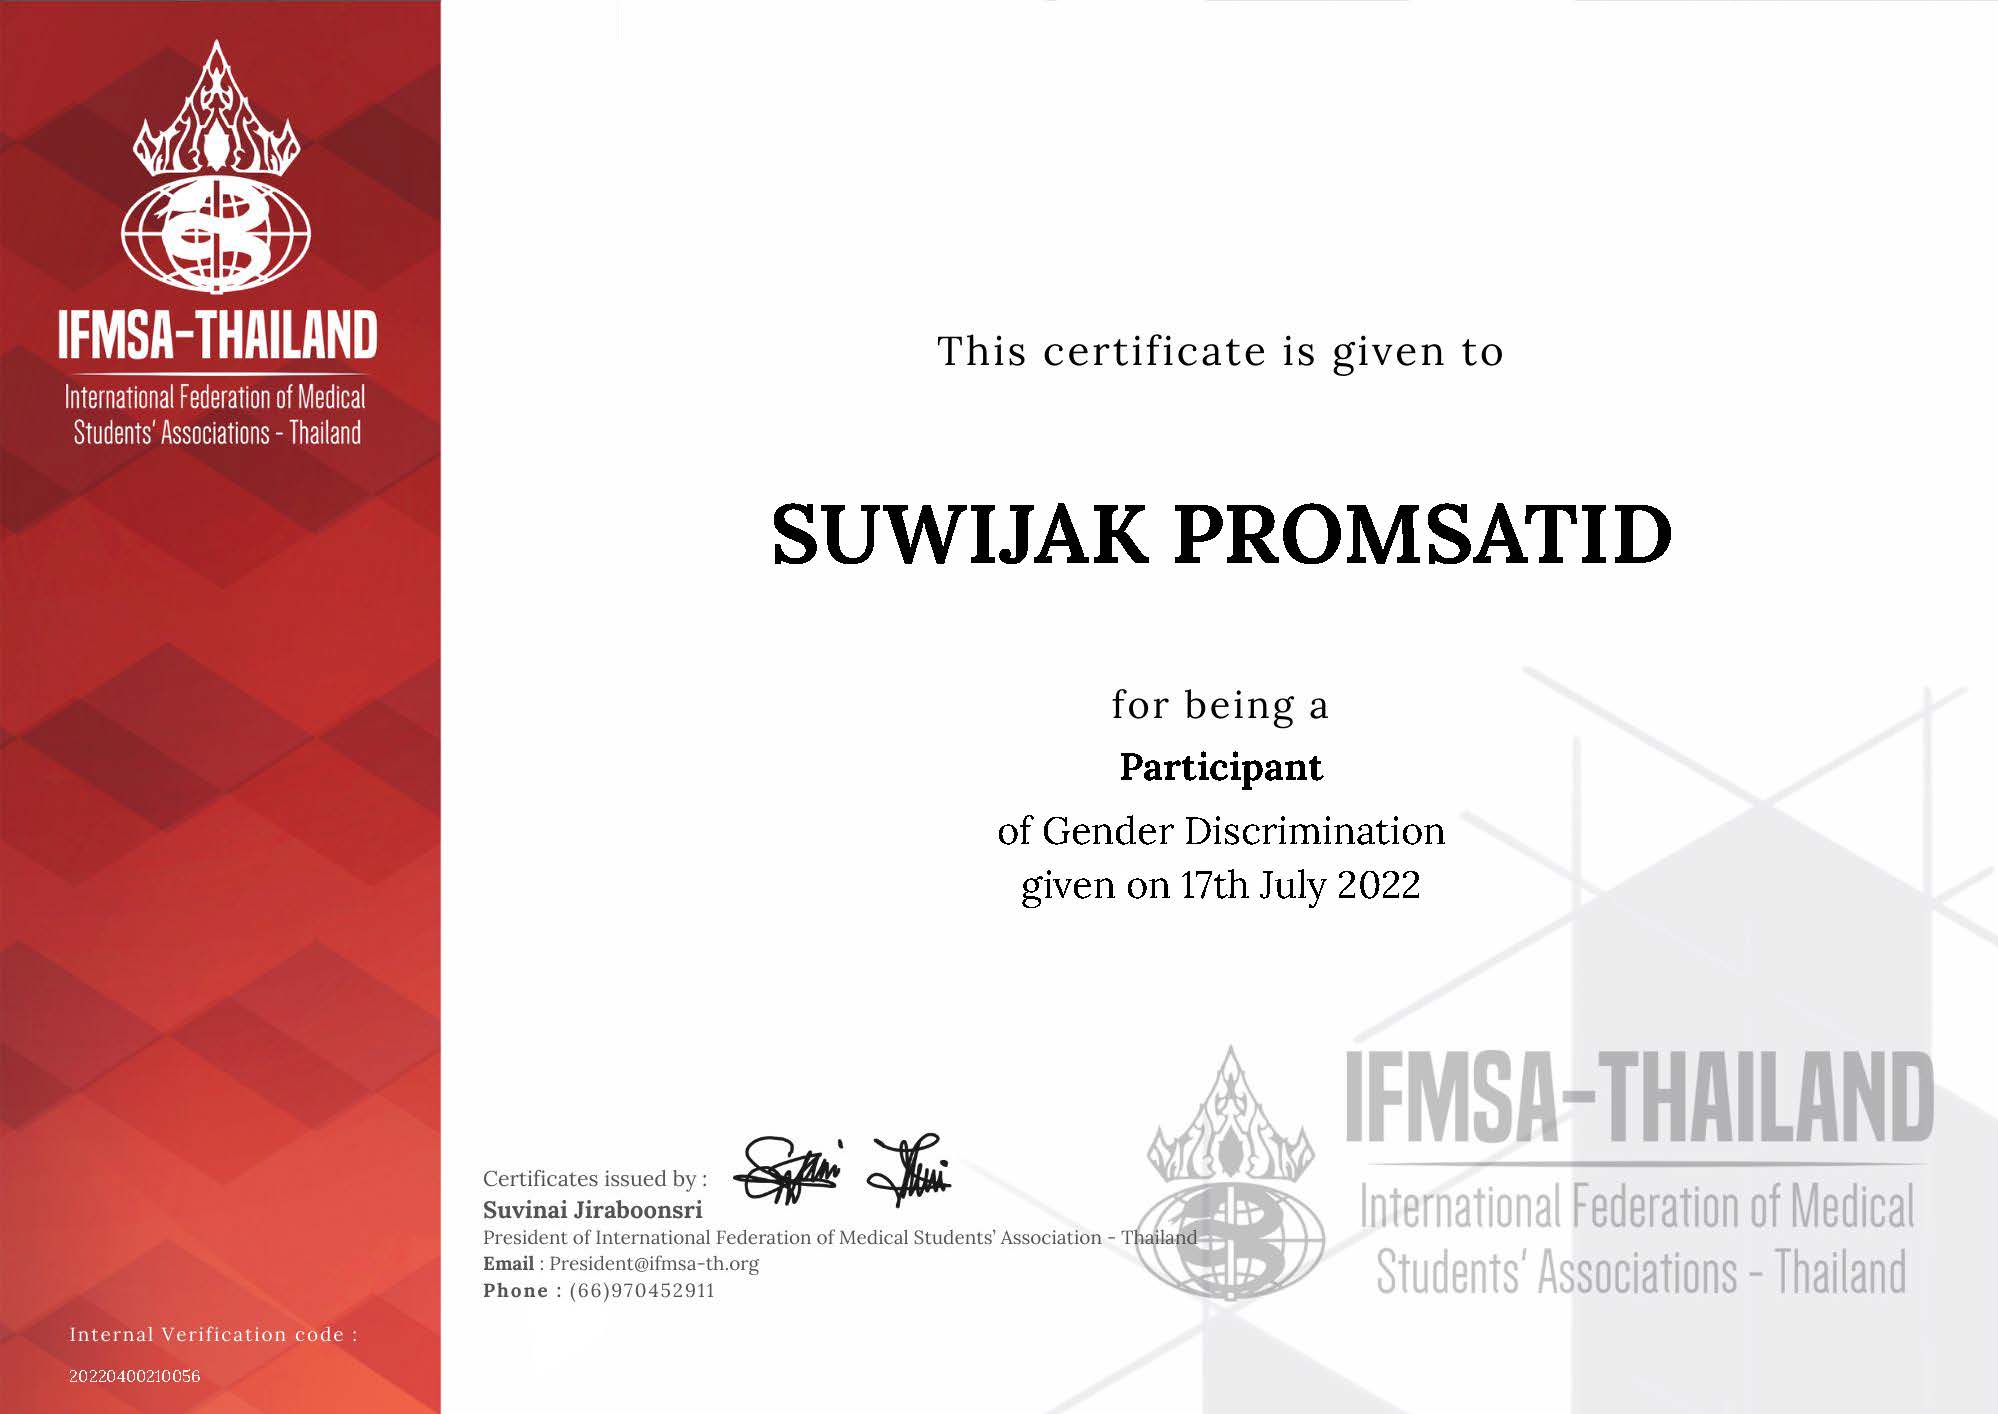 IFMSA-THAILAND
International Federation of Medical
Students' Associations - Thailand
This certificate is given to
SUWIJAK PROMSATID
for being a
Participant
of Gender Discrimination
given on 17th July 2022
Certificates issued by :
Suvinai Jiraboonsri
President of International Federation of Medical Students' Association - Thailand
Email : President@ifmsa-th.org
Phone : (66)970452911
IFMSA-THAILAND
International Federation of Medical
Students' Associations - Thailand
Internal Verification code :
20220400210056